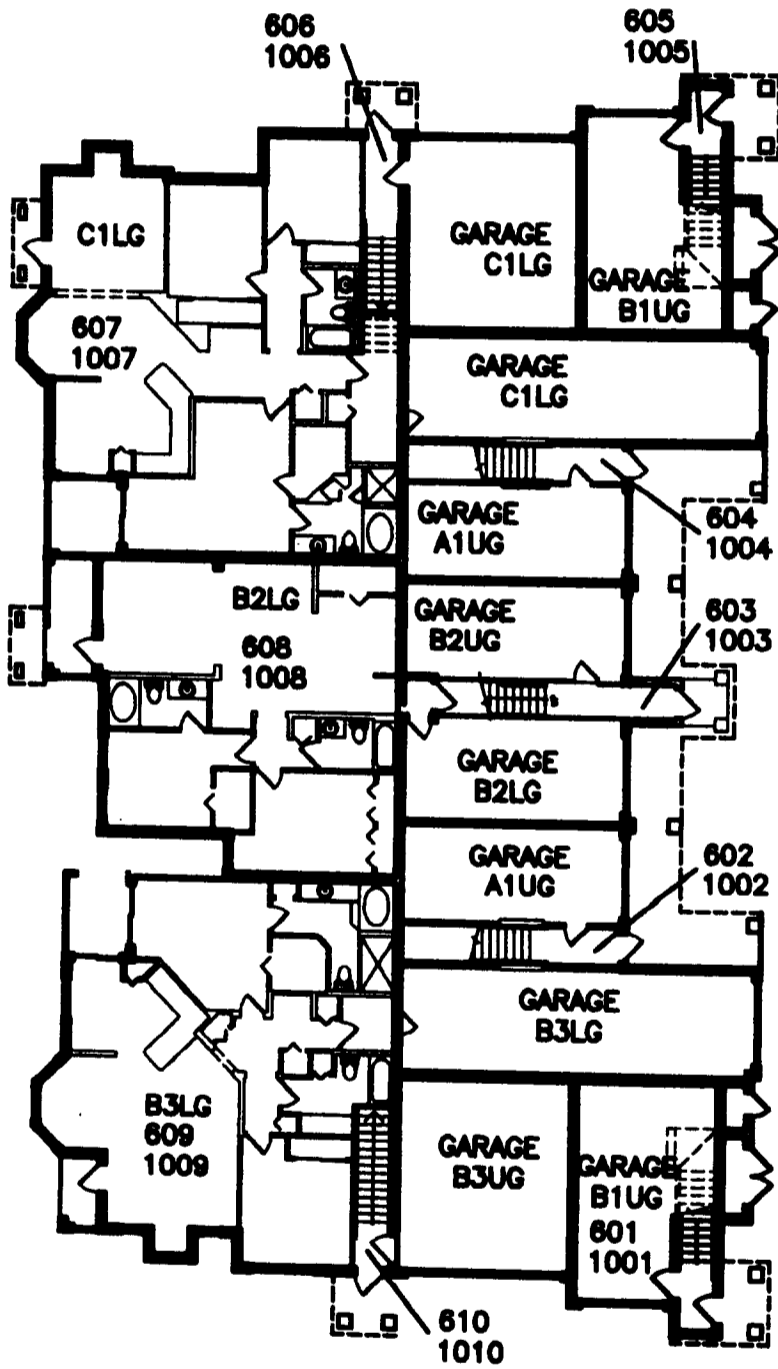 606
1006
605
1005
C1LG
GARAGE
C1LG
GARAGE
B1UG
607
1007
GARAGE
C1LG
604
1004
GARAGE
A1UG
B2LG
GARAGE
B2UG
603
1003
608
1008
GARAGE
B2LG
GARAGE
A1UG
602
1002
GARAGE
B3LG
B3LG
609
1009
GARAGE
B3UG
GARAGE
B1UG
601
1001
610
1010